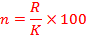 n = R/K × 100